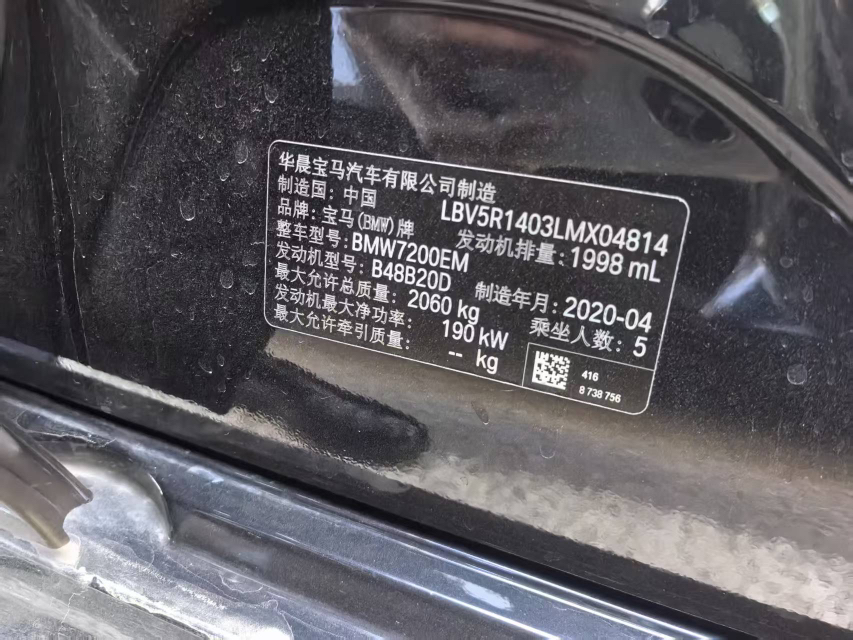 华晨宝马汽车有限公司制造
制造国：中国 LBV5R1403LMX04814
品牌：宝马(BMW)牌 发动机排量：1998 mL
整车型号：BMW7200EM
发动机型号：B48B20D 制造年月：2020-04
最大允许总质量：2060 kg 乘坐人数：5
发动机最大净功率：190 kW
最大允许牵引质量：-- kg
416
8 738 756